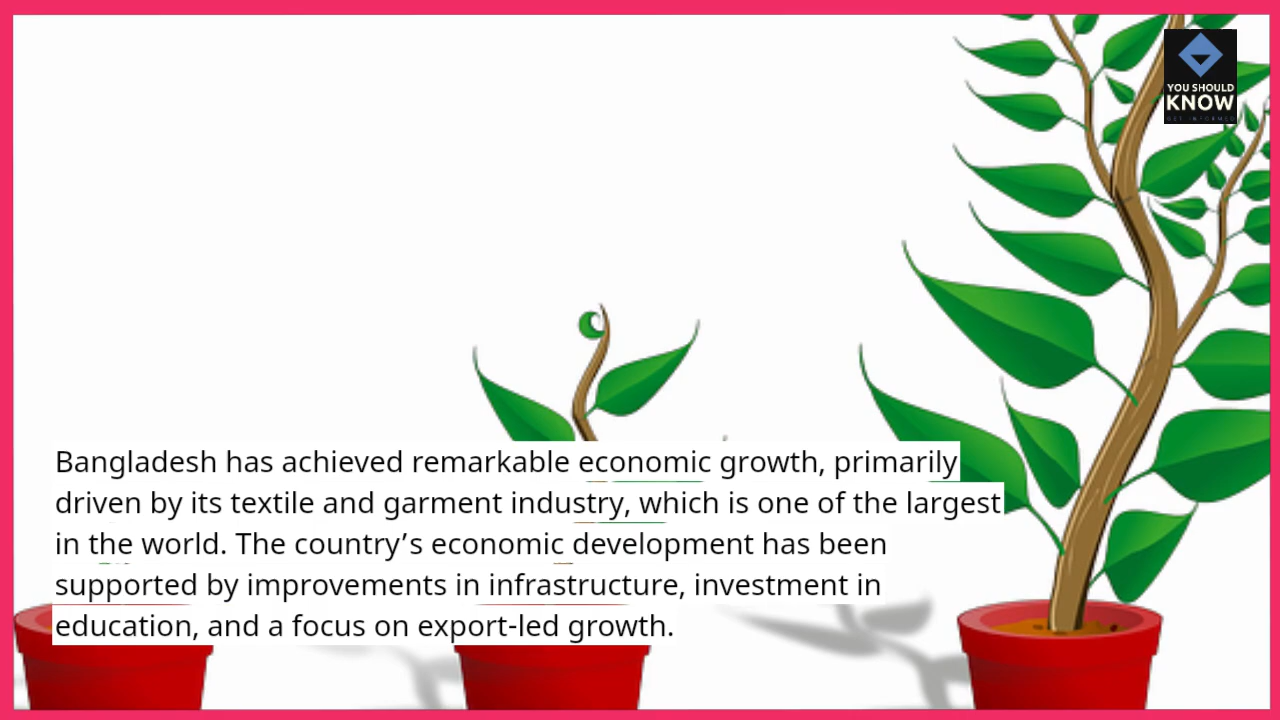 YOU SHOULD
KNOW
GET INFORMED
Bangladesh has achieved remarkable economic growth, primarily
driven by its textile and garment industry, which is one of the largest
in the world. The country’s economic development has been
supported by improvements in infrastructure, investment in
education, and a focus on export-led growth.